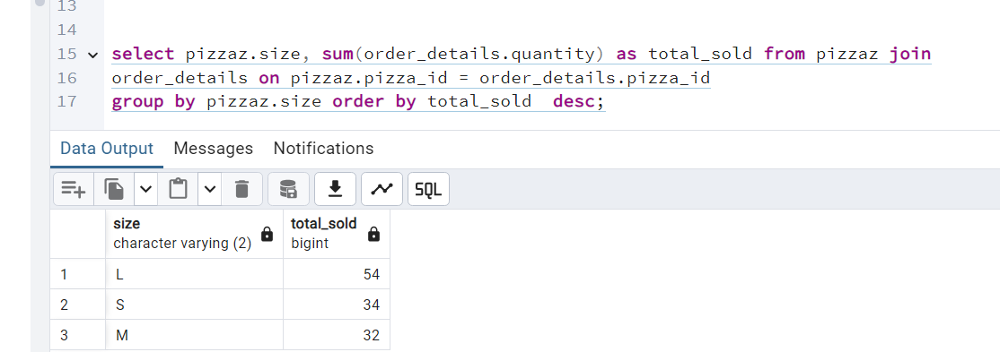 13
14
15 select pizzaz.size, sum(order_details.quantity) as total_sold from pizzaz join
16 order_details on pizzaz.pizza_id = order_details.pizza_id
17 group by pizzaz.size order by total_sold  desc;
Data Output Messages Notifications
SQL
size total_sold
character varying (2) bigint
1 L 54
2 S 34
3 M 32